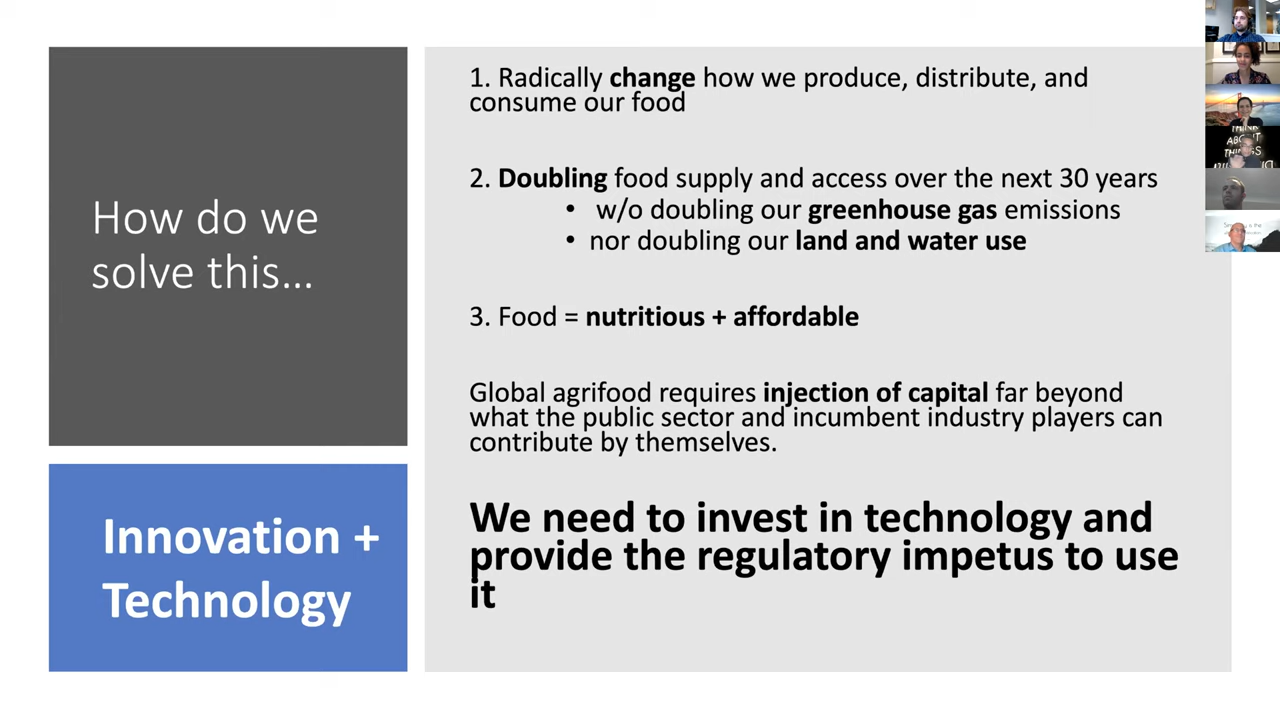 How do we
solve this...
Innovation +
Technology
1. Radically change how we produce, distribute, and
consume our food
2. Doubling food supply and access over the next 30 years
• w/o doubling our greenhouse gas emissions
• nor doubling our land and water use
3. Food = nutritious + affordable
Global agrifood requires injection of capital far beyond
what the public sector and incumbent industry players can
contribute by themselves.
We need to invest in technology and
provide the regulatory impetus to use
it
THINK
ABOUT
THINGS